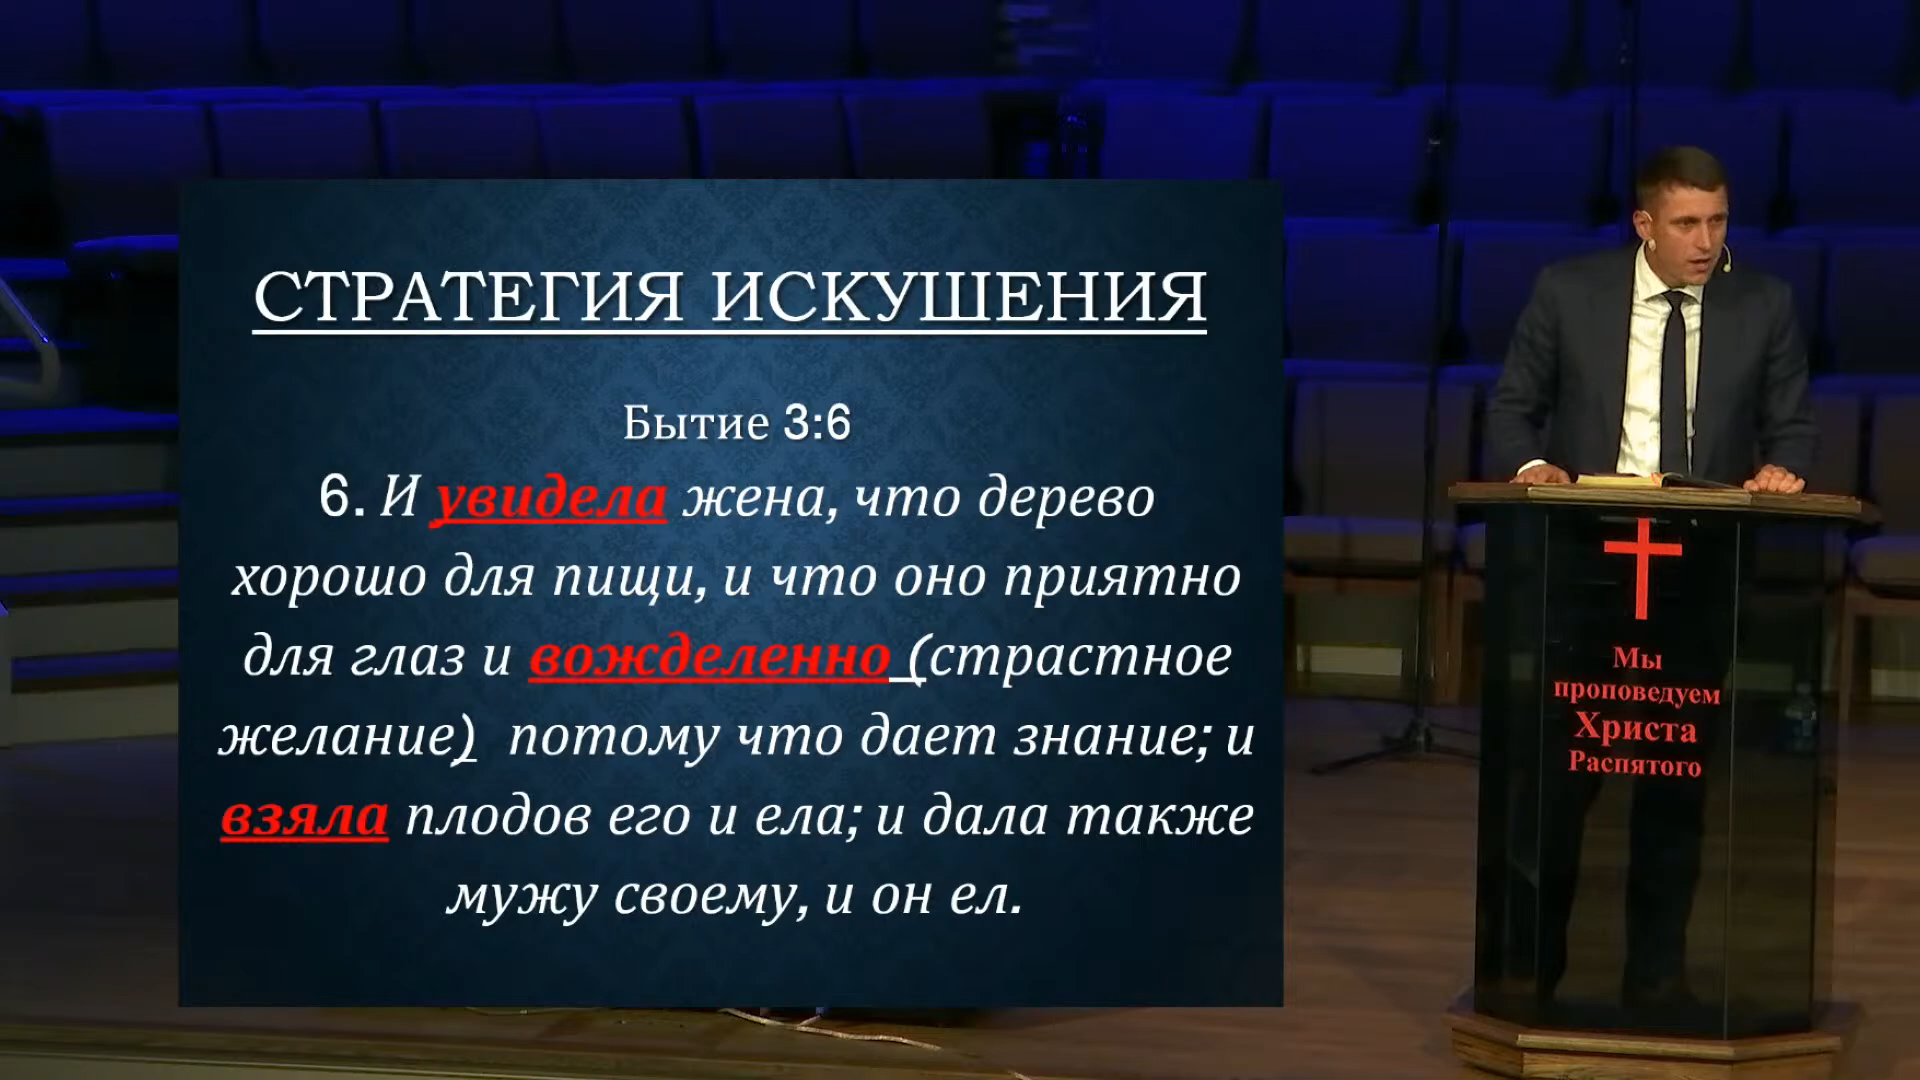 СТРАТЕГИЯ ИСКУШЕНИЯ
Бытие 3:6
6. И увидела жена, что дерево
хорошо для пищи, и что оно приятно
для глаз и вожделенно (страстное
желание) потому что дает знание; и
взяла плодов его и ела; и дала также
мужу своему, и он ел.
Мы
проповедуем
Христа
Распятого